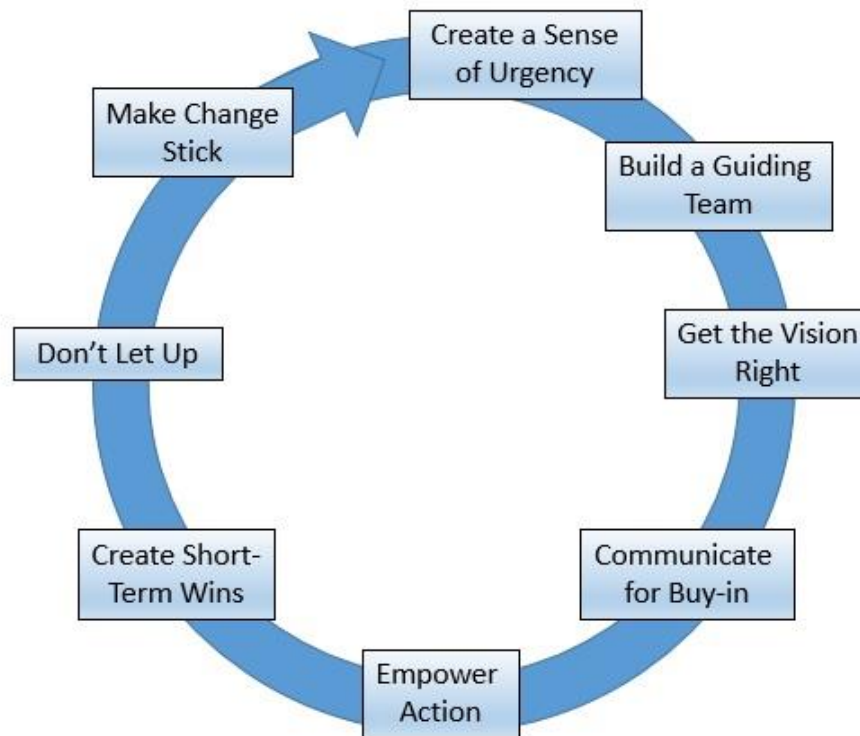 Create a Sense
of Urgency
Build a Guiding
Team
Get the Vision
Right
Communicate
for Buy-in
Empower
Action
Create Short-
Term Wins
Don’t Let Up
Make Change
Stick